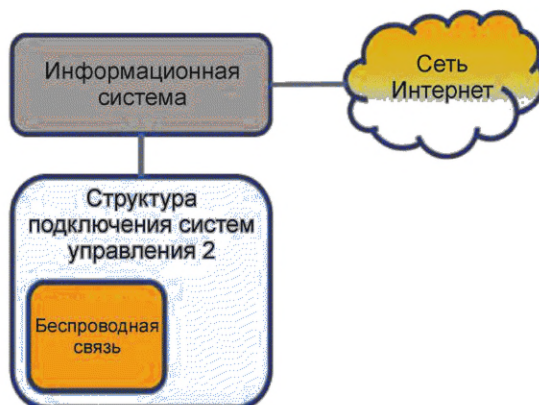 Информационная
система
Сеть
Интернет
Структура
подключения систем
управления 2
Беспроводная
связь